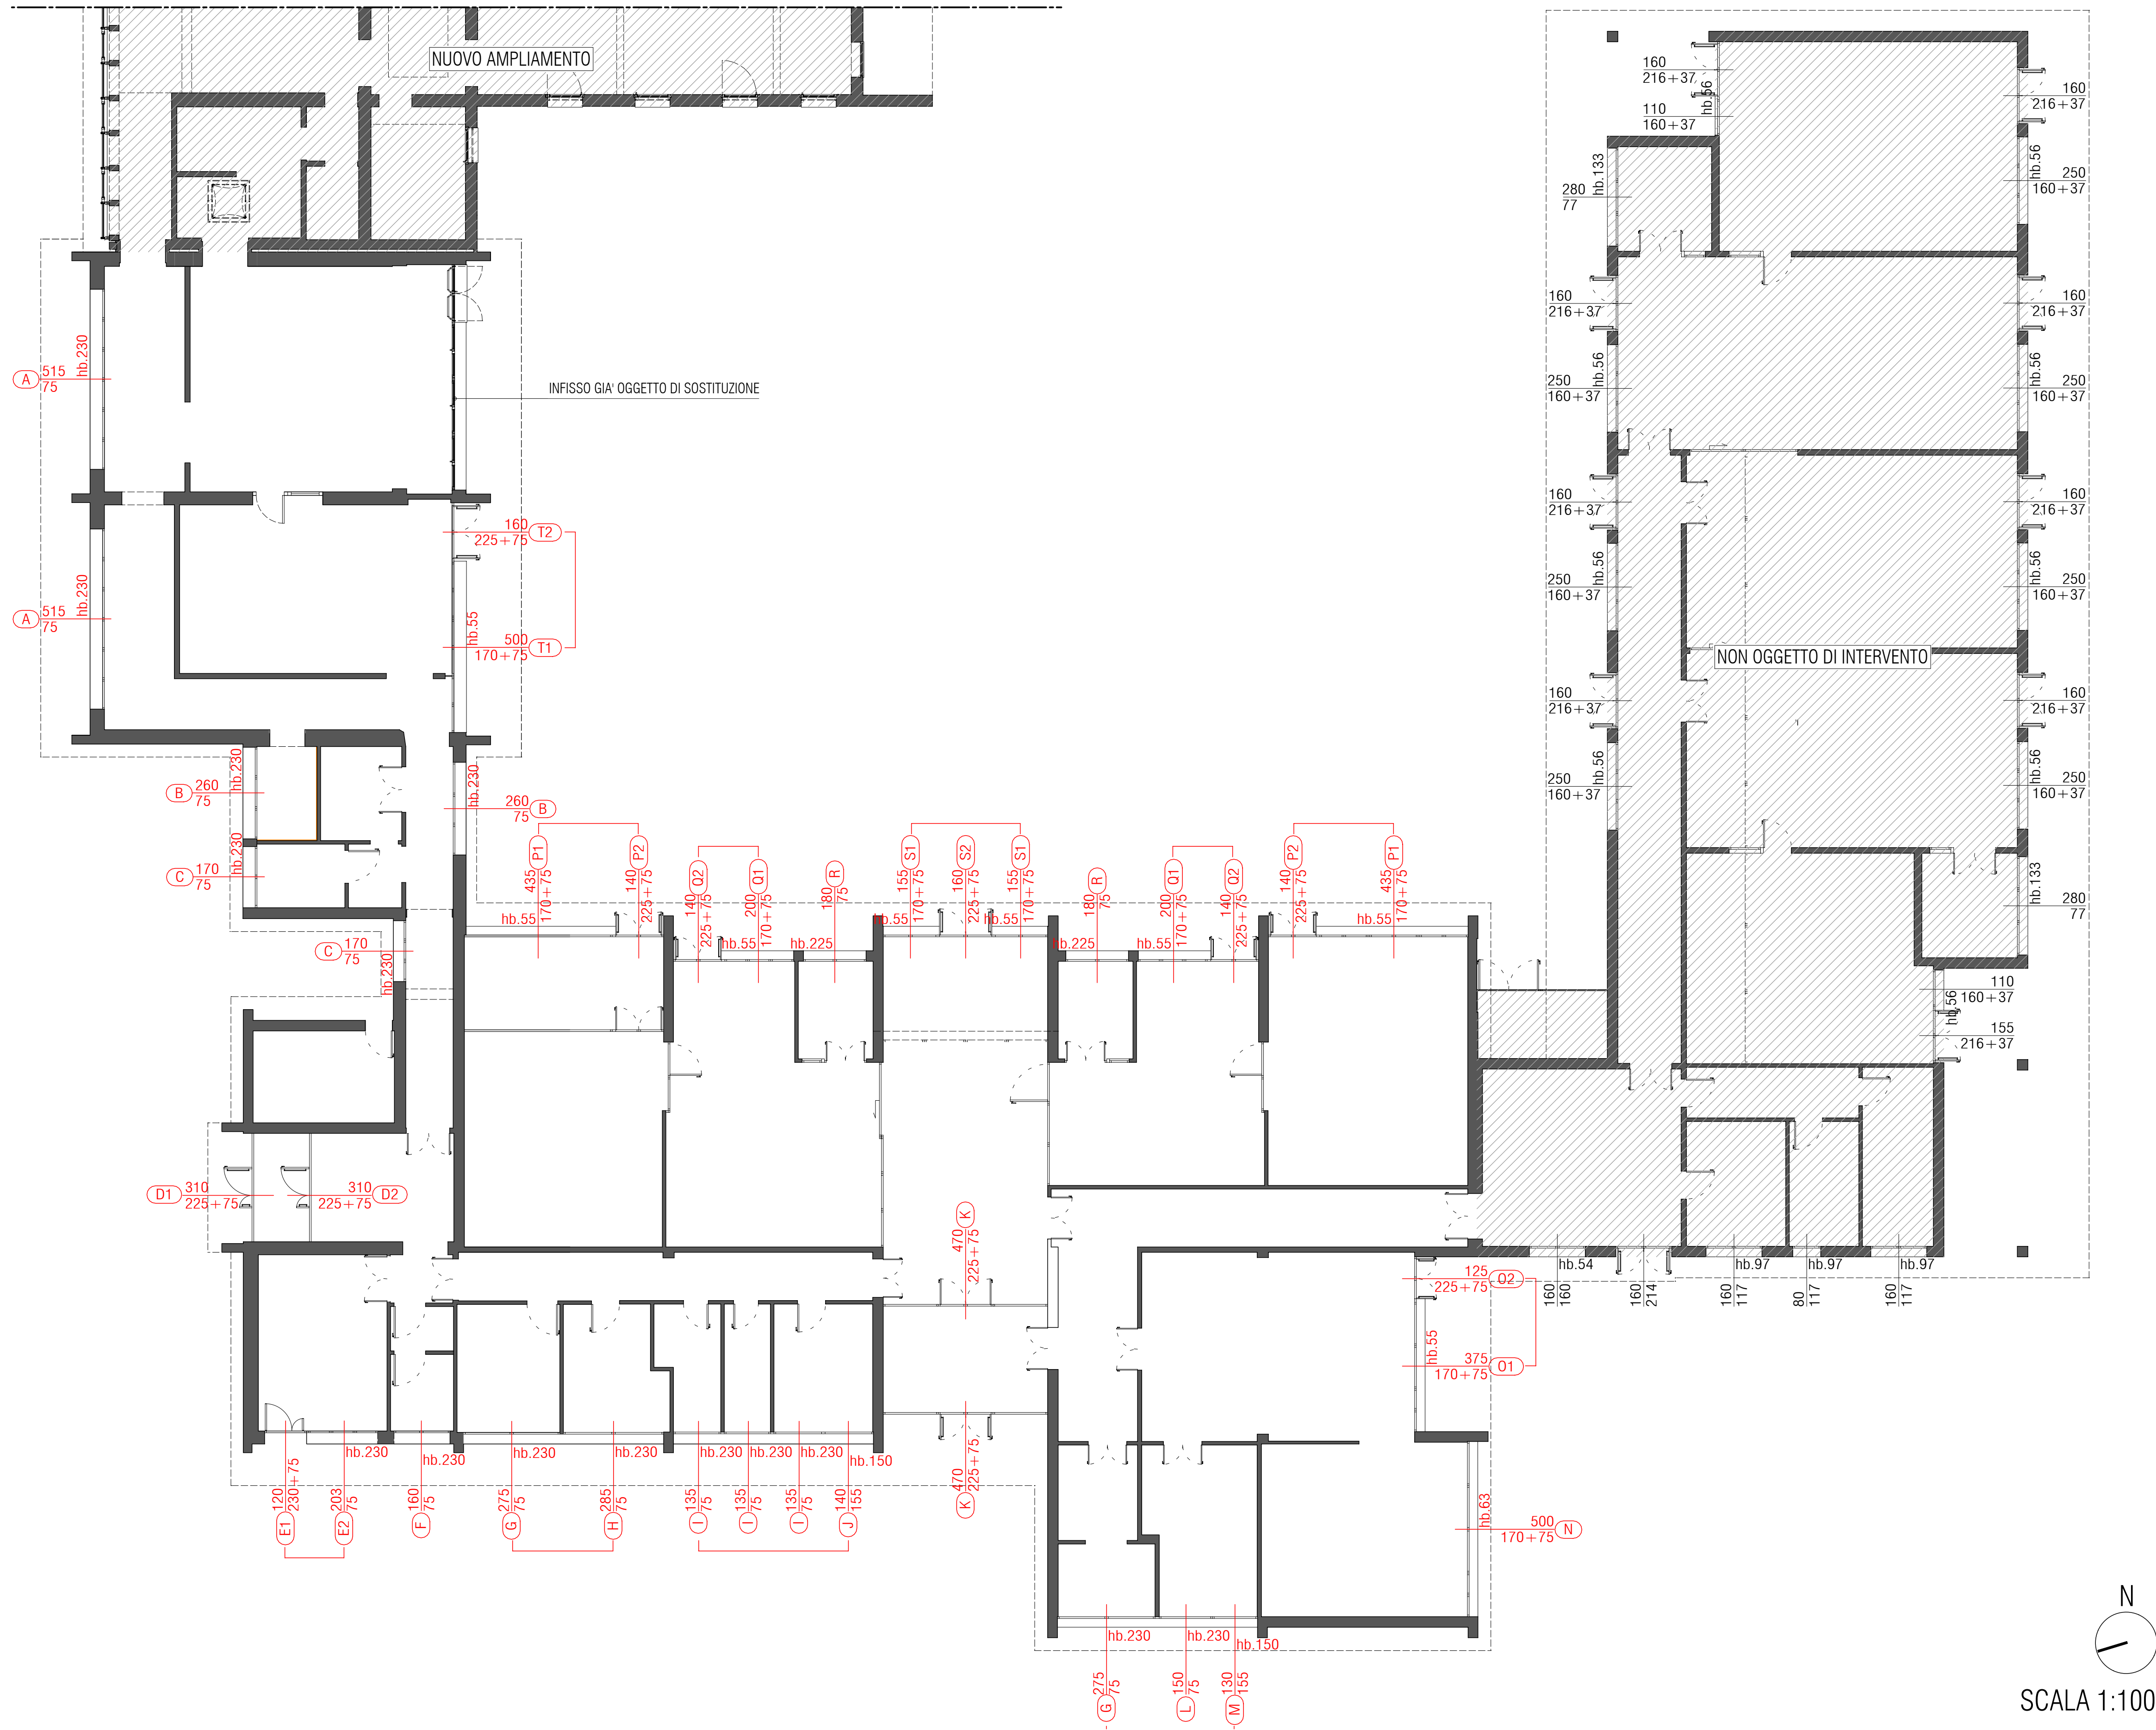 NUOVO AMPLIAMENTO
160
216+37
hb.56
110
160+37
160
216+37
hb.133
280
77
hb.56
250
160+37
160
216+37
160
216+37
hb.230
A
515
75
INFISSO GIA' OGGETTO DI SOSTITUZIONE
hb.56
250
160+37
hb.56
250
160+37
160
225+75
T2
160
216+37
160
216+37
hb.230
A
515
75
hb.55
500
170+75
T1
hb.56
250
160+37
hb.56
250
160+37
NON OGGETTO DI INTERVENTO
160
216+37
160
216+37
hb.230
B
260
75
hb.230
260
75
B
hb.56
250
160+37
hb.56
250
160+37
hb.230
C
170
75
P1
435
170+75
P2
140
225+75
Q2
140
225+75
Q1
200
170+75
R
180
75
S1
155
170+75
S2
160
225+75
S1
155
170+75
R
180
75
Q1
200
170+75
Q2
140
225+75
P2
140
225+75
P1
435
170+75
hb.133
280
77
hb.55
hb.55
hb.225
hb.55
hb.55
hb.225
hb.55
hb.55
C
170
75
hb.230
110
160+37
hb.56
155
216+37
D1
310
225+75
310
225+75
D2
K
470
225+75
125
225+75
O2
hb.54
160
160
160
214
hb.97
160
117
hb.97
80
117
hb.97
160
117
hb.55
375
170+75
O1
hb.230
hb.230
hb.230
hb.230
hb.230
hb.230
hb.230
hb.150
120
230+75
E1
203
75
E2
160
75
F
275
75
G
285
75
H
135
75
I
135
75
I
135
75
I
140
155
J
470
225+75
K
hb.63
500
170+75
N
hb.230
hb.230
hb.150
275
75
G
150
75
L
130
155
M
N
SCALA 1:100